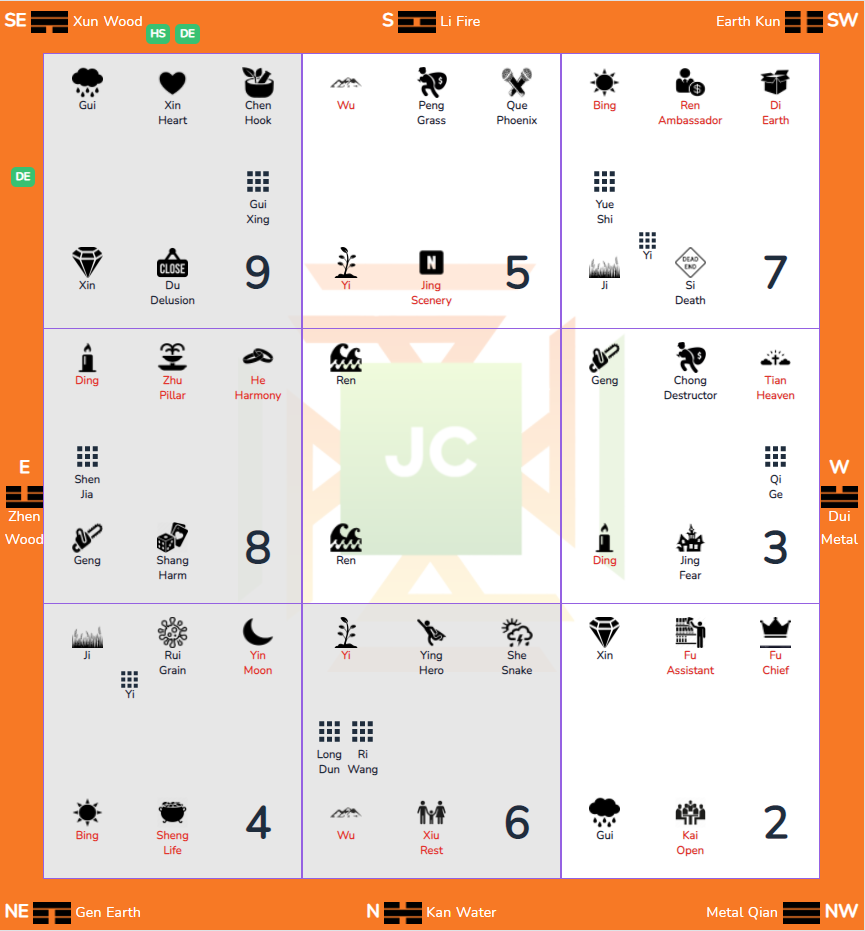 SE Xun Wood
HS DE
S Li Fire
Earth Kun SW
Gui
Xin
Heart
Chen
Hook
Wu
Peng
Grass
Que
Phoenix
Bing
Ren
Ambassador
Di
Earth
DE
Gui
Xing
Yue
Shi
Xin
CLOSE
Du
Delusion
9
Yi
N
Jing
Scenery
5
Ji
Yi
DEAD
END
Si
Death
7
Ding
Zhu
Pillar
He
Harmony
Ren
Geng
Chong
Destructor
Tian
Heaven
E
Zhen
Wood
Shen
Jia
JC
Qi
Ge
W
Dui
Metal
Geng
Shang
Harm
8
Ren
Ding
Jing
Fear
3
Ji
Yi
Rui
Grain
Yin
Moon
Yi
Ying
Hero
She
Snake
Xin
Fu
Assistant
Fu
Chief
Long
Dun
Ri
Wang
Bing
Sheng
Life
4
Wu
Xiu
Rest
6
Gui
Kai
Open
2
NE Gen Earth
N Kan Water
Metal Qian NW